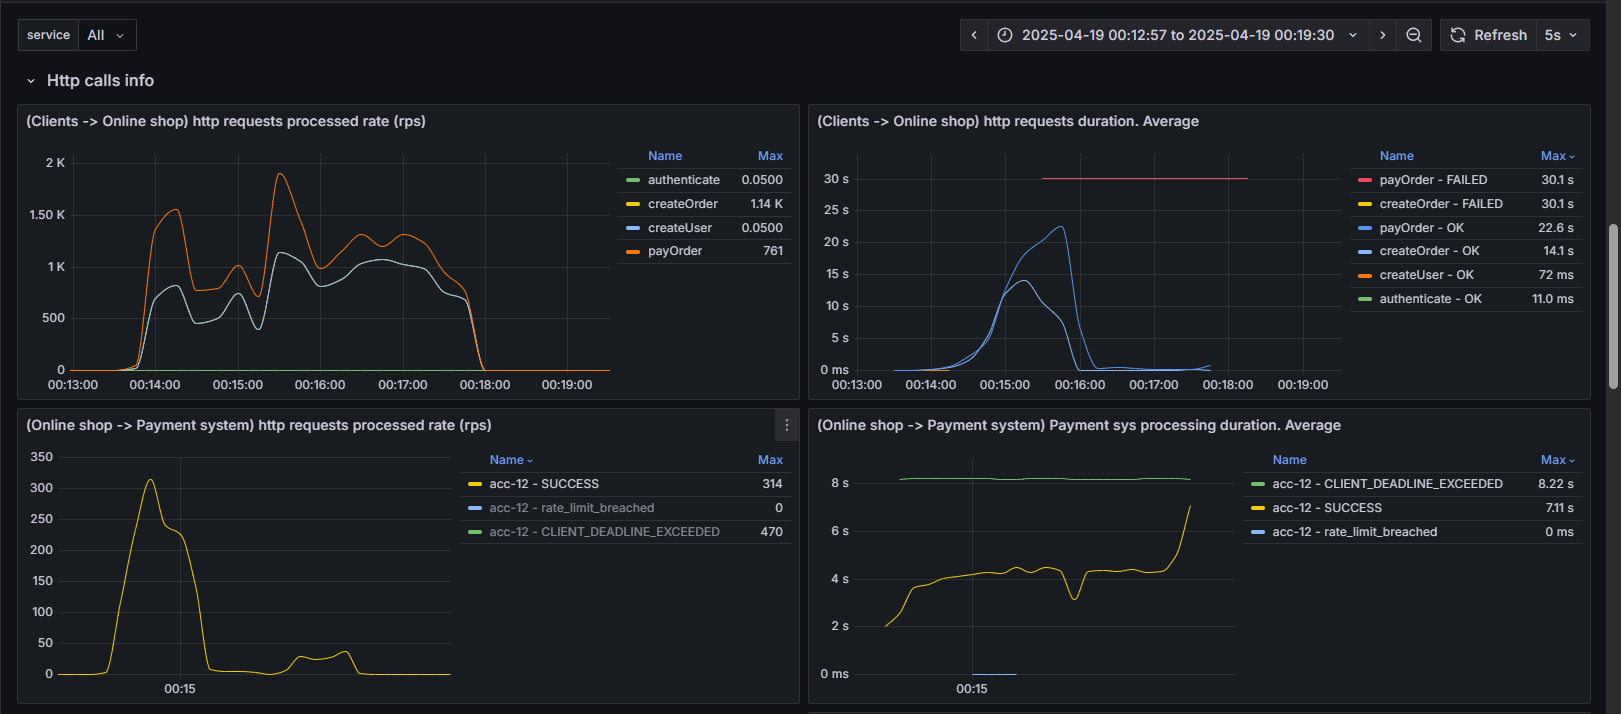 service All
2025-04-19 00:12:57 to 2025-04-19 00:19:30
Refresh 5s
Http calls info
(Clients -> Online shop) http requests processed rate (rps)
2 K
1.50 K
1 K
500
0
00:13:00 00:14:00 00:15:00 00:16:00 00:17:00 00:18:00 00:19:00
Name Max
authenticate 0.0500
createOrder 1.14 K
createUser 0.0500
payOrder 761
(Clients -> Online shop) http requests duration. Average
30 s
25 s
20 s
15 s
10 s
5 s
0 ms
00:13:00 00:14:00 00:15:00 00:16:00 00:17:00 00:18:00 00:19:00
Name Max
payOrder - FAILED 30.1 s
createOrder - FAILED 30.1 s
payOrder - OK 22.6 s
createOrder - OK 14.1 s
createUser - OK 72 ms
authenticate - OK 11.0 ms
(Online shop -> Payment system) http requests processed rate (rps)
350
300
250
200
150
100
50
0
00:15
Name Max
acc-12 - SUCCESS 314
acc-12 - rate_limit_breached 0
acc-12 - CLIENT_DEADLINE_EXCEEDED 470
(Online shop -> Payment system) Payment sys processing duration. Average
8 s
6 s
4 s
2 s
0 ms
00:15
Name Max
acc-12 - CLIENT_DEADLINE_EXCEEDED 8.22 s
acc-12 - SUCCESS 7.11 s
acc-12 - rate_limit_breached 0 ms